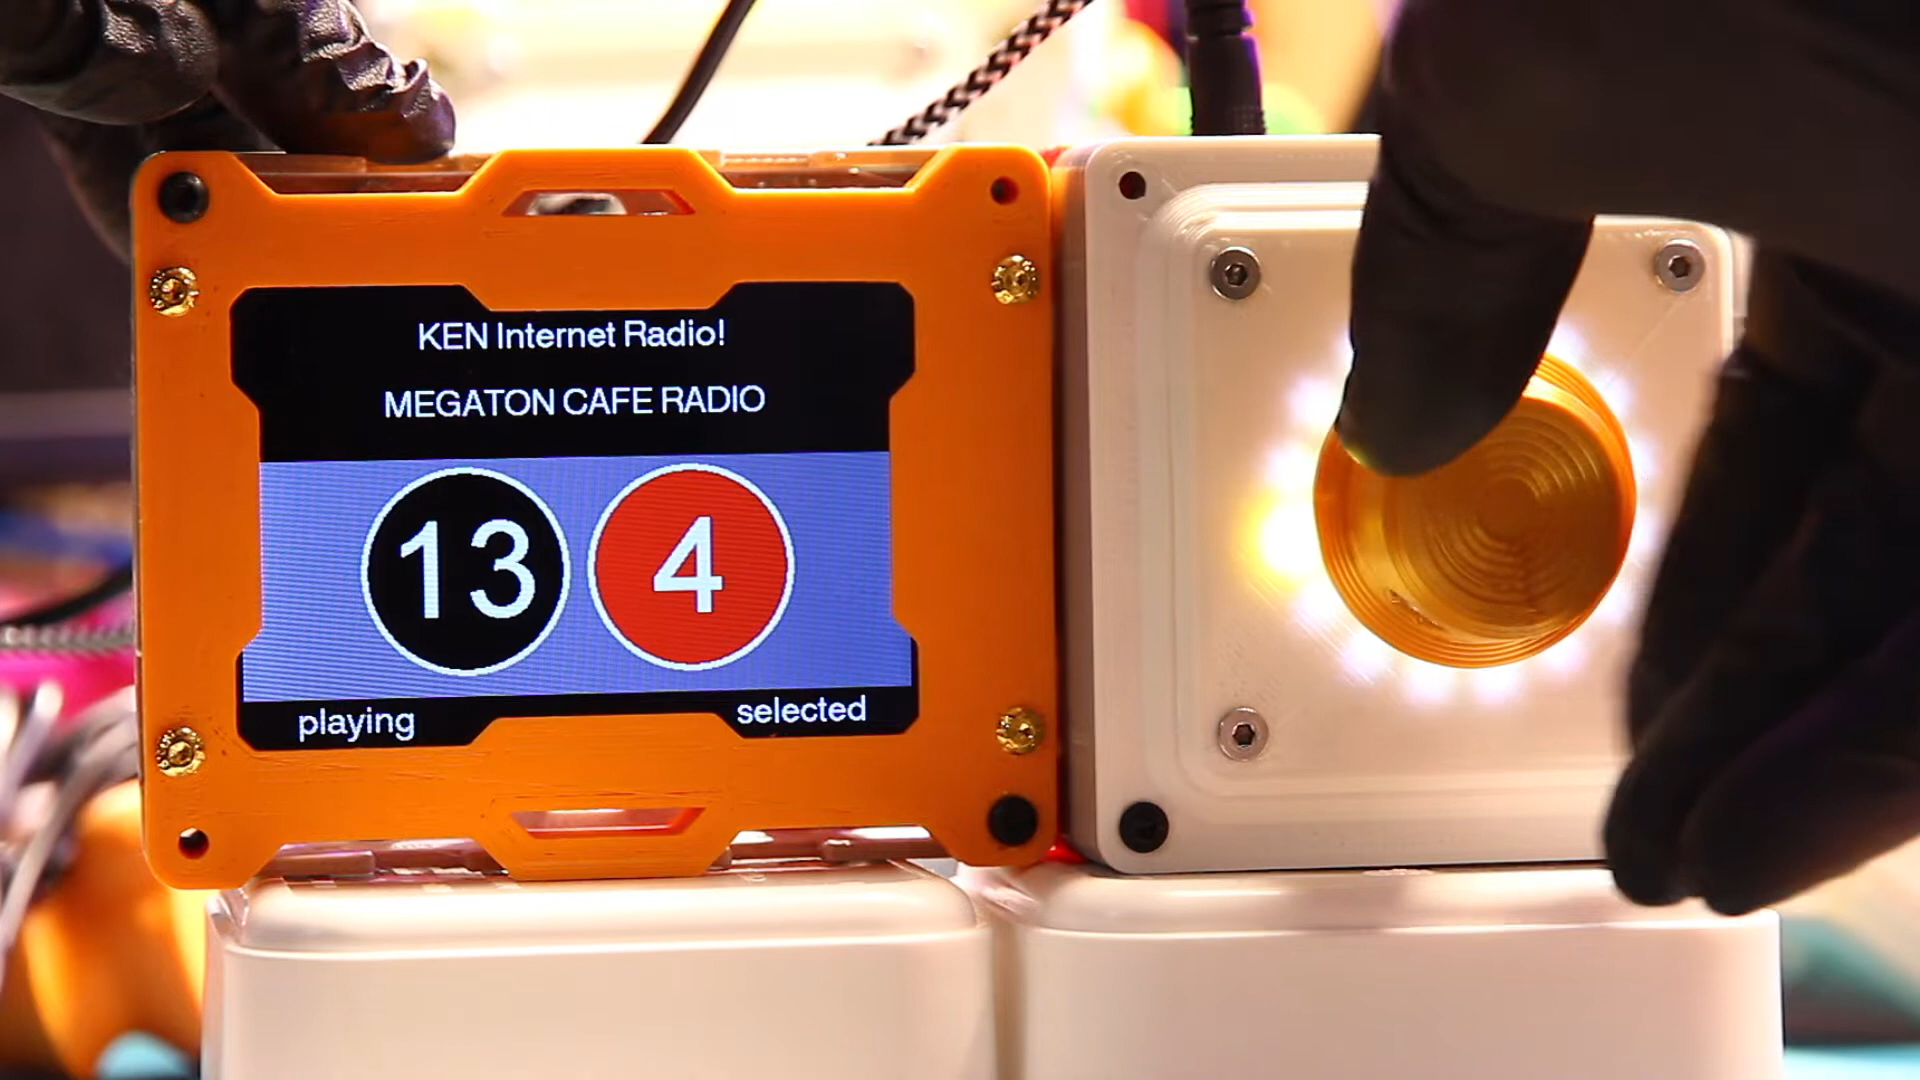 KEN Internet Radio!
MEGATON CAFE RADIO
13 4
playing selected